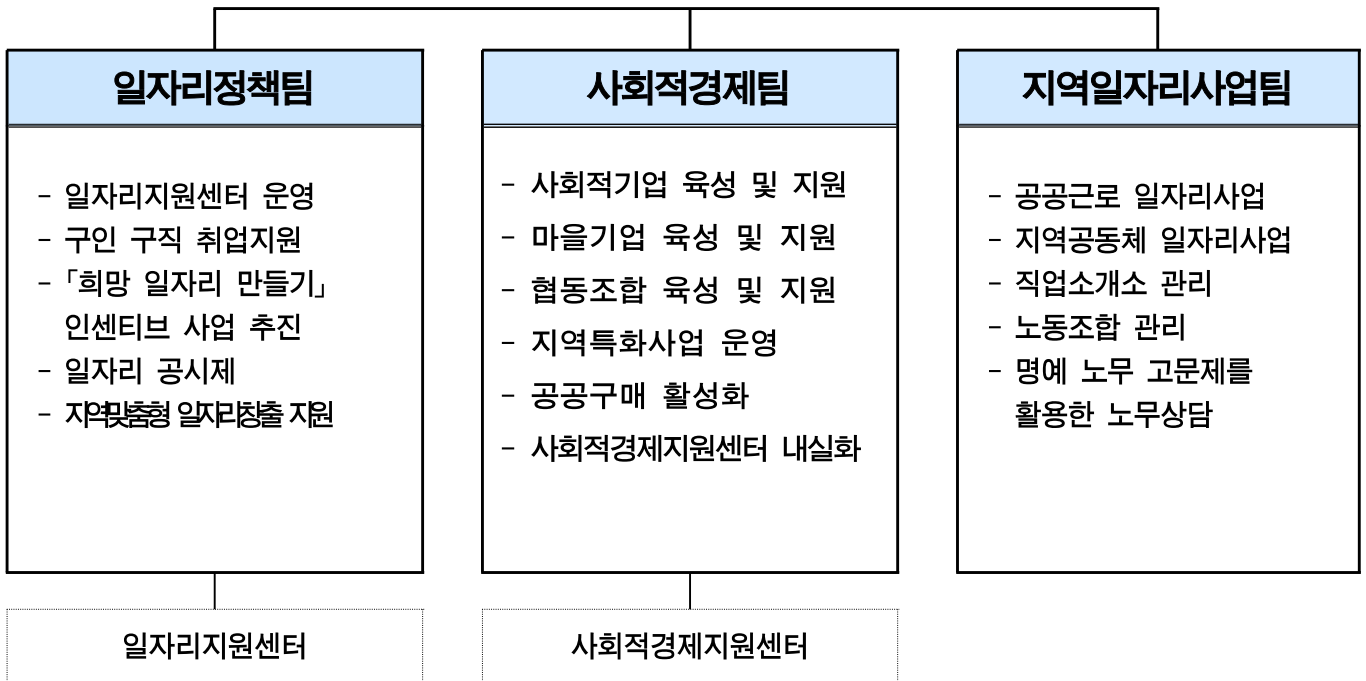 일자리정책팀
- 일자리지원센터 운영
- 구인 구직 취업지원
- 「희망 일자리 만들기」
인센티브 사업 추진
- 일자리 공시제
- 지역맞춤형 일자리창출 지원
일자리지원센터
사회적경제팀
- 사회적기업 육성 및 지원
- 마을기업 육성 및 지원
- 협동조합 육성 및 지원
- 지역특화사업 운영
- 공공구매 활성화
- 사회적경제지원센터 내실화
사회적경제지원센터
지역일자리사업팀
- 공공근로 일자리사업
- 지역공동체 일자리사업
- 직업소개소 관리
- 노동조합 관리
- 명예 노무 고문제를
활용한 노무상담